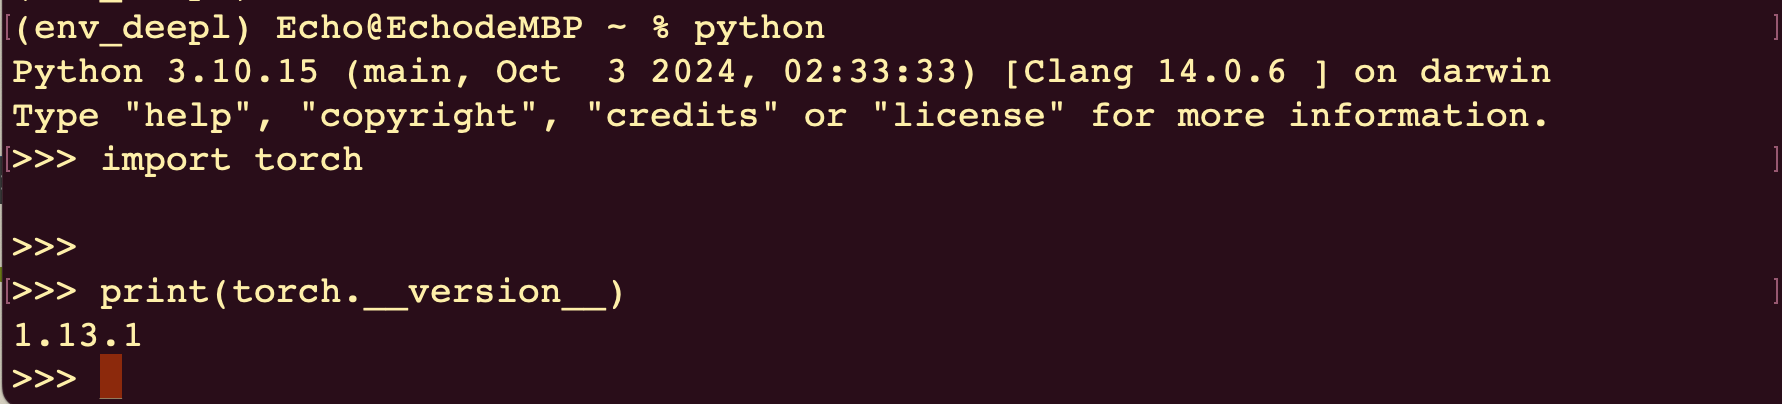 (env_deepl) Echo@EchodeMBP ~ % python
Python 3.10.15 (main, Oct  3 2024, 02:33:33) [Clang 14.0.6 ] on darwin
Type "help", "copyright", "credits" or "license" for more information.
>>> import torch
>>>
>>> print(torch.__version__)
1.13.1
>>>